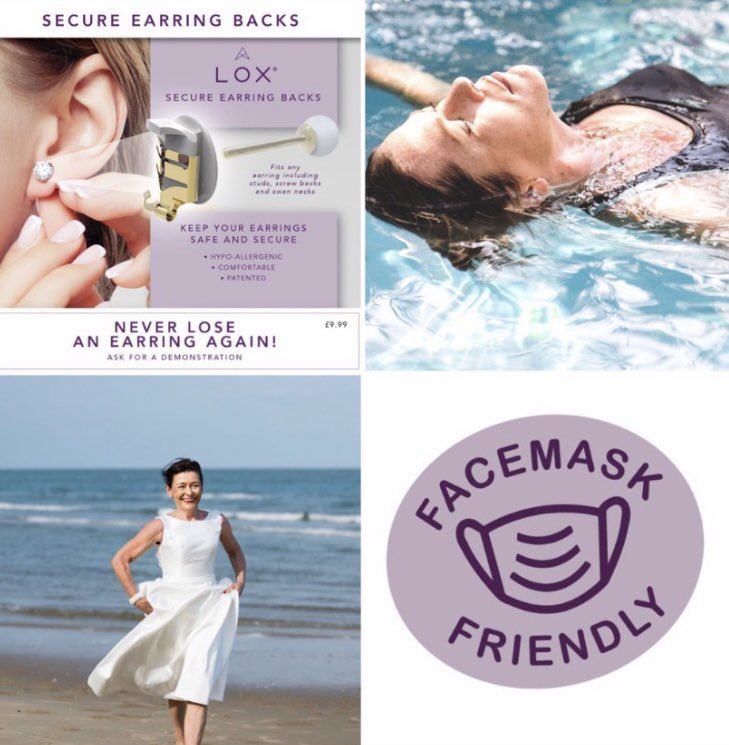 SECURE EARRING BACKS
LOX®
SECURE EARRING BACKS
Fits any
earring including
studs, screw backs
and swan necks
KEEP YOUR EARRINGS
SAFE AND SECURE
• HYPO-ALLERGENIC
• COMFORTABLE
• PATENTED
NEVER LOSE
AN EARRING AGAIN!
£9.99
ASK FOR A DEMONSTRATION
FACEMASK
FRIENDLY